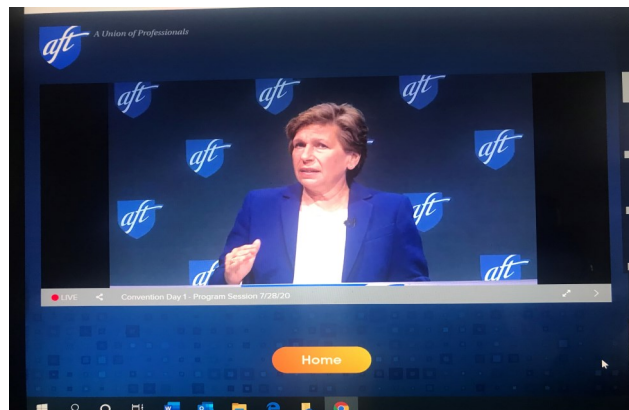 aft
A Union of Professionals
aft
aft
aft
aft
aft
aft
aft
aft
aft
LIVE
Convention Day 1 - Program Session 7/28/20
Home